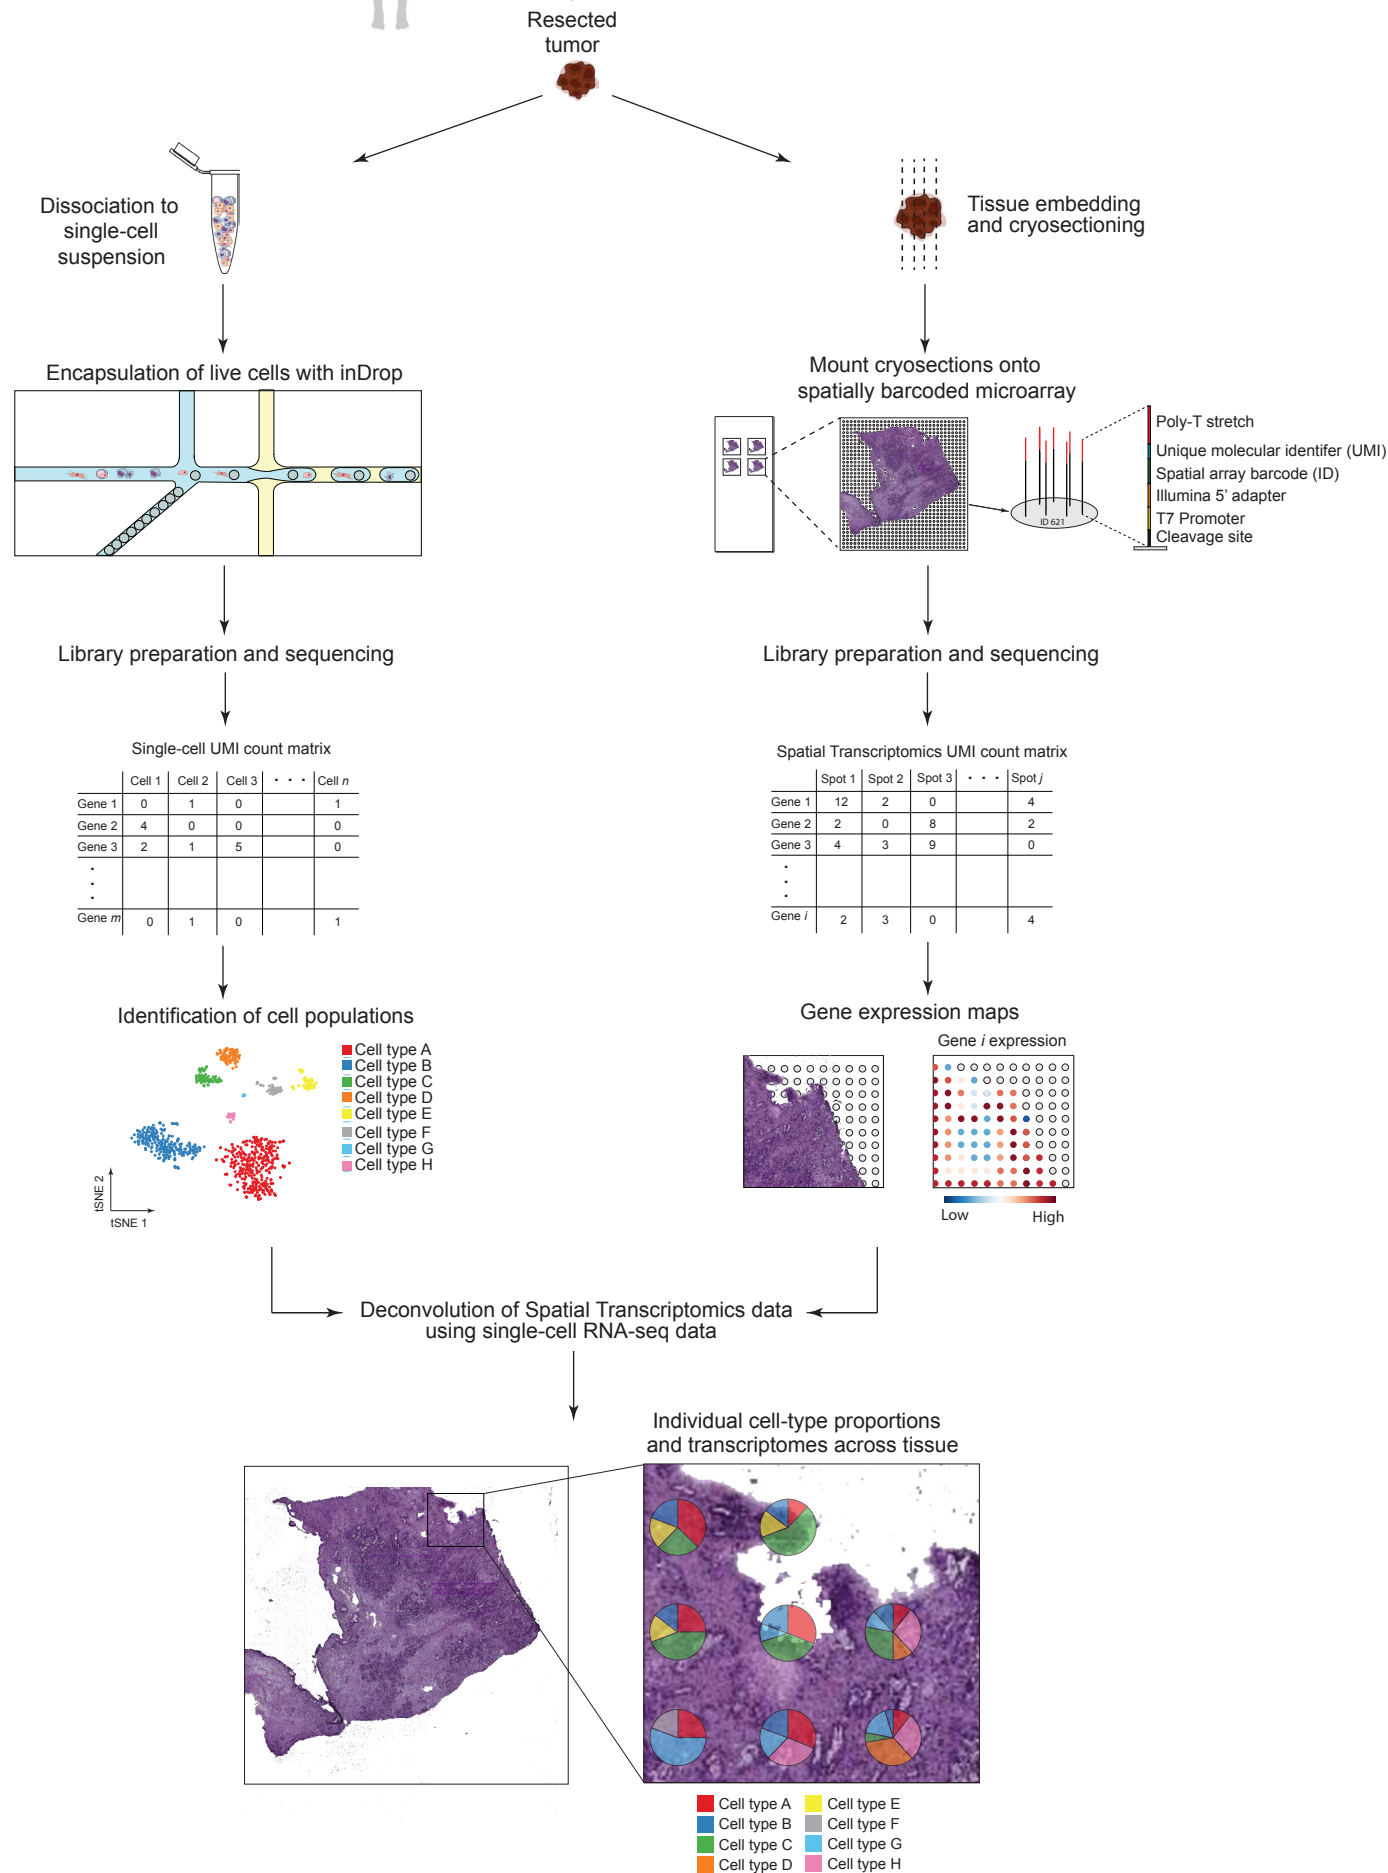 Resected
tumor
Dissociation to
single-cell
suspension
Tissue embedding
and cryosectioning
Encapsulation of live cells with inDrop
Mount cryosections onto
spatially barcoded microarray
Poly-T stretch
Unique molecular identifer (UMI)
Spatial array barcode (ID)
Illumina 5' adapter
T7 Promoter
Cleavage site
ID 621
Library preparation and sequencing
Library preparation and sequencing
Single-cell UMI count matrix
Cell 1 Cell 2 Cell 3 · · · Cell n
Gene 1 0 1 0 1
Gene 2 4 0 0 0
Gene 3 2 1 5 0
Gene m 0 1 0 1
Spatial Transcriptomics UMI count matrix
Spot 1 Spot 2 Spot 3 · · · Spot j
Gene 1 12 2 0 4
Gene 2 2 0 8 2
Gene 3 4 3 9 0
Gene i 2 3 0 4
Identification of cell populations
Cell type A
Cell type B
Cell type C
Cell type D
Cell type E
Cell type F
Cell type G
Cell type H
tSNE 2
tSNE 1
Gene expression maps
Gene i expression
Low High
Deconvolution of Spatial Transcriptomics data
using single-cell RNA-seq data
Individual cell-type proportions
and transcriptomes across tissue
Cell type A Cell type E
Cell type B Cell type F
Cell type C Cell type G
Cell type D Cell type H